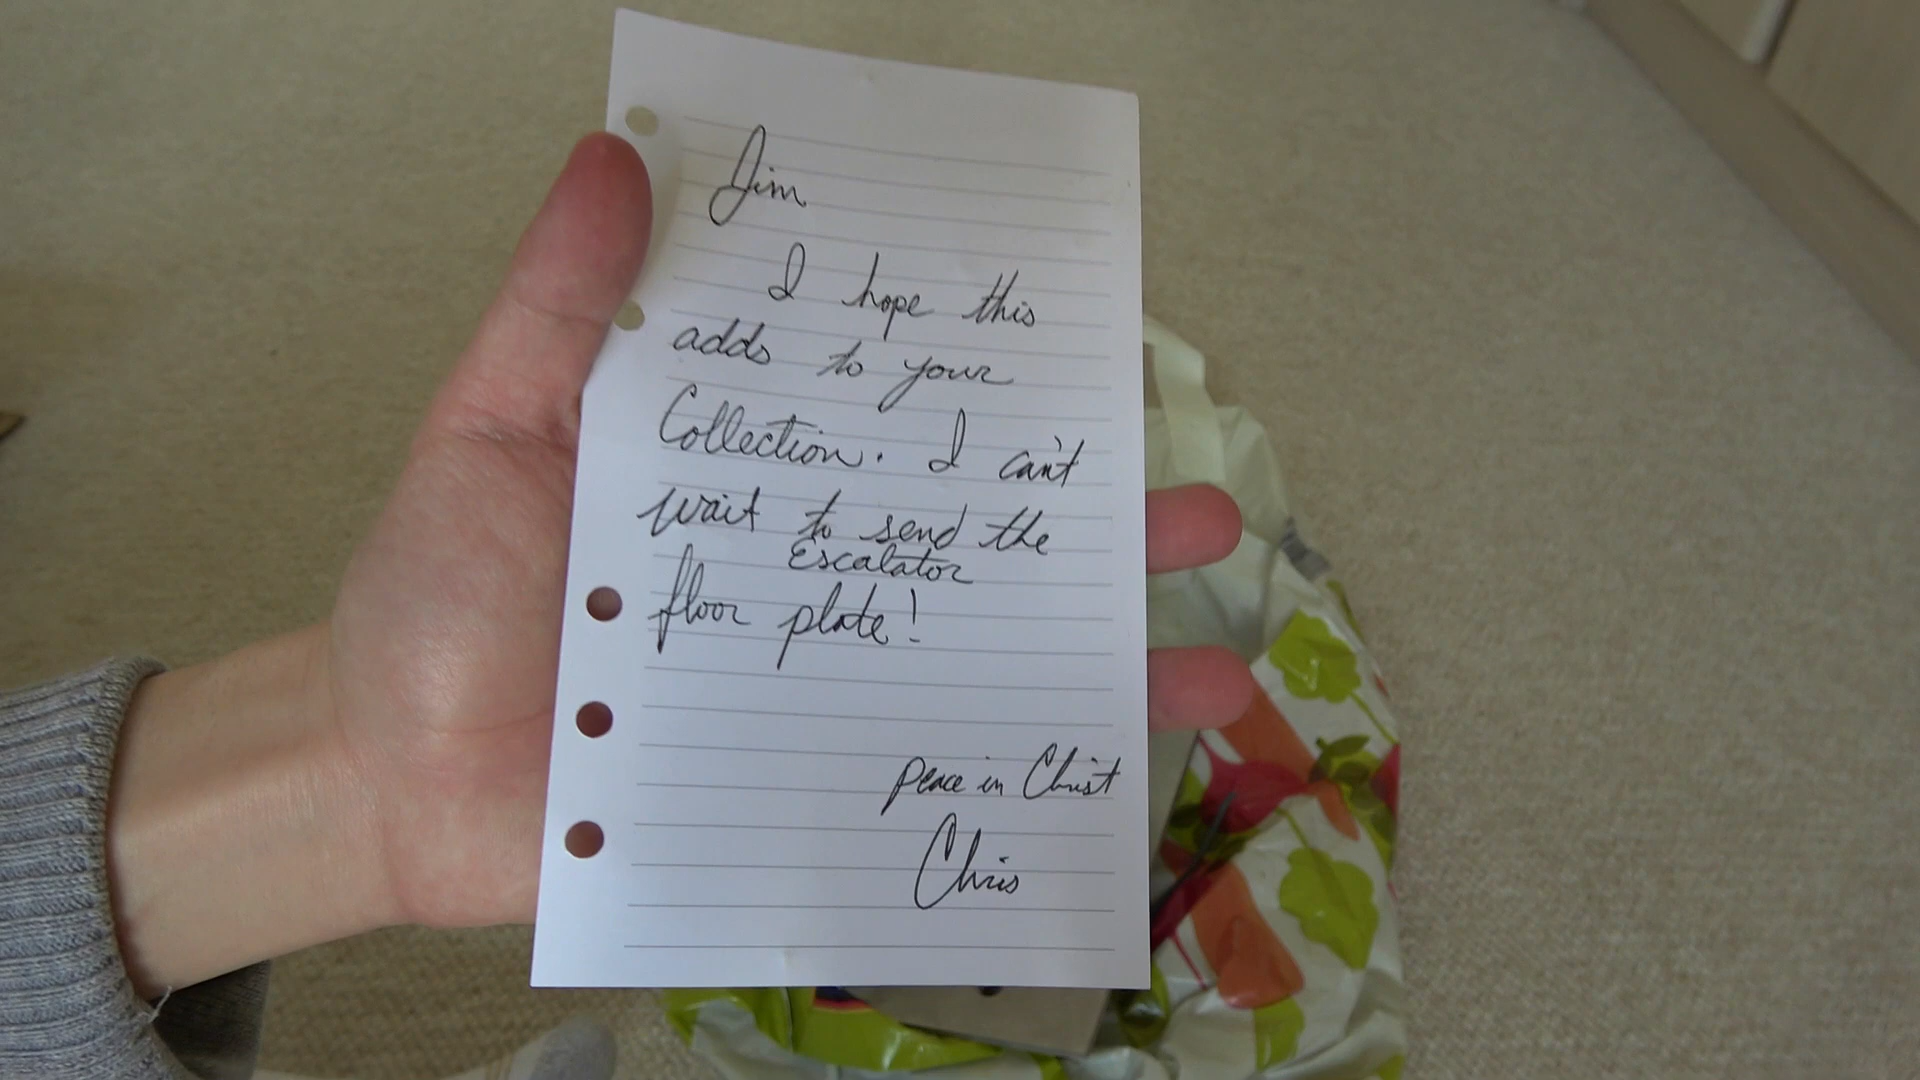 Jim
I hope this
adds to your
Collection. I can't
wait to send the
Escalator
floor plate!
peace in Christ
Chris